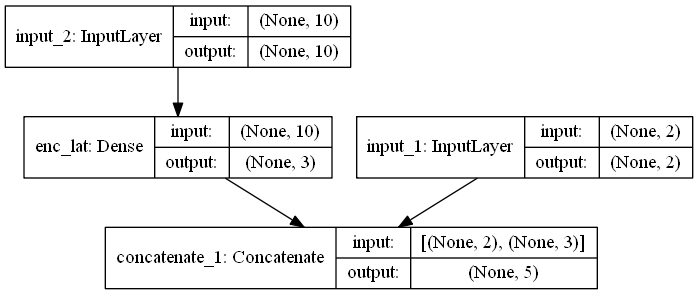 input_2: InputLayer
input: (None, 10)
output: (None, 10)
enc_lat: Dense
input: (None, 10)
output: (None, 3)
input_1: InputLayer
input: (None, 2)
output: (None, 2)
concatenate_1: Concatenate
input: [(None, 2), (None, 3)]
output: (None, 5)